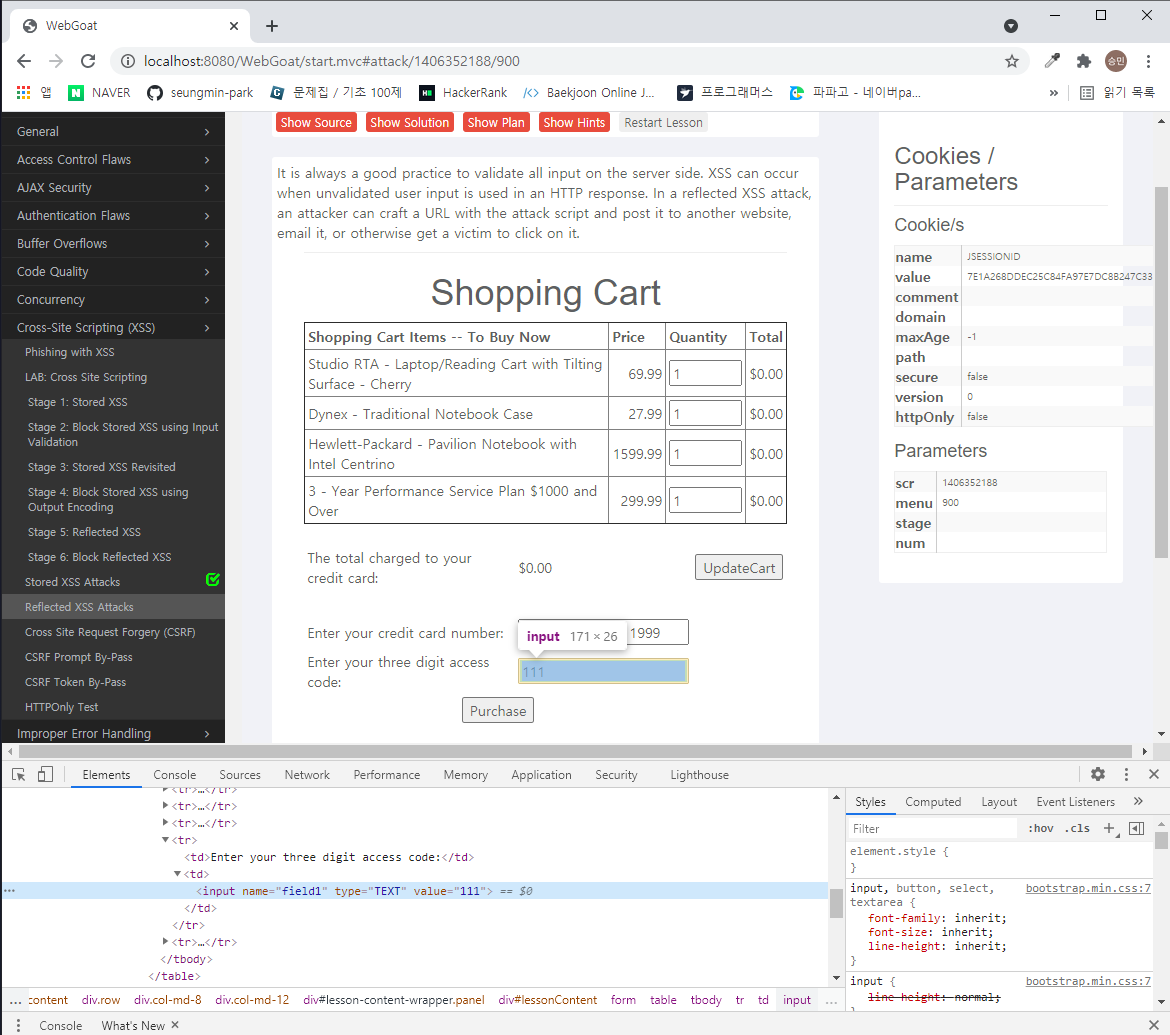 WebGoat
localhost:8080/WebGoat/start.mvc#attack/1406352188/900
승민
앱 NAVER seungmin-park 문제집 / 기초 100제 HackerRank Baekjoon Online J... 프로그래머스 파파고 - 네이버pa... » 읽기 목록
General
Access Control Flaws
AJAX Security
Authentication Flaws
Buffer Overflows
Code Quality
Concurrency
Cross-Site Scripting (XSS)
Phishing with XSS
LAB: Cross Site Scripting
Stage 1: Stored XSS
Stage 2: Block Stored XSS using Input
Validation
Stage 3: Stored XSS Revisited
Stage 4: Block Stored XSS using
Output Encoding
Stage 5: Reflected XSS
Stage 6: Block Reflected XSS
Stored XSS Attacks
Reflected XSS Attacks
Cross Site Request Forgery (CSRF)
CSRF Prompt By-Pass
CSRF Token By-Pass
HTTPOnly Test
Improper Error Handling
Show Source Show Solution Show Plan Show Hints Restart Lesson
It is always a good practice to validate all input on the server side. XSS can occur
when unvalidated user input is used in an HTTP response. In a reflected XSS attack,
an attacker can craft a URL with the attack script and post it to another website,
email it, or otherwise get a victim to click on it.
Shopping Cart
Shopping Cart Items -- To Buy Now Price Quantity Total
Studio RTA - Laptop/Reading Cart with Tilting
Surface - Cherry 69.99 1 $0.00
Dynex - Traditional Notebook Case 27.99 1 $0.00
Hewlett-Packard - Pavilion Notebook with
Intel Centrino 1599.99 1 $0.00
3 - Year Performance Service Plan $1000 and
Over 299.99 1 $0.00
The total charged to your
credit card: $0.00 UpdateCart
Enter your credit card number: 1999
input 171 × 26
Enter your three digit access
code: 111
Purchase
Cookies /
Parameters
Cookie/s
name JSESSIONID
value 7E1A268DDEC25C84FA97E7DC8B247C33
comment
domain
maxAge -1
path
secure false
version 0
httpOnly false
Parameters
scr 1406352188
menu 900
stage
num
Elements Console Sources Network Performance Memory Application Security Lighthouse
<tr>…</tr>
<tr>…</tr>
<tr>…</tr>
<tr>
<td>Enter your three digit access code:</td>
<td>
<input name="field1" type="TEXT" value="111"> == $0
</td>
</tr>
<tr>…</tr>
</tbody>
</table>
... content div.row div.col-md-8 div.col-md-12 div#lesson-content-wrapper.panel div#lessonContent form table tbody tr td input ...
Styles Computed Layout Event Listeners »
Filter :hov .cls +
element.style {
}
input, button, select, bootstrap.min.css:7
textarea {
font-family: inherit;
font-size: inherit;
line-height: inherit;
}
input { bootstrap.min.css:7
line-height: normal;
}
Console What's New